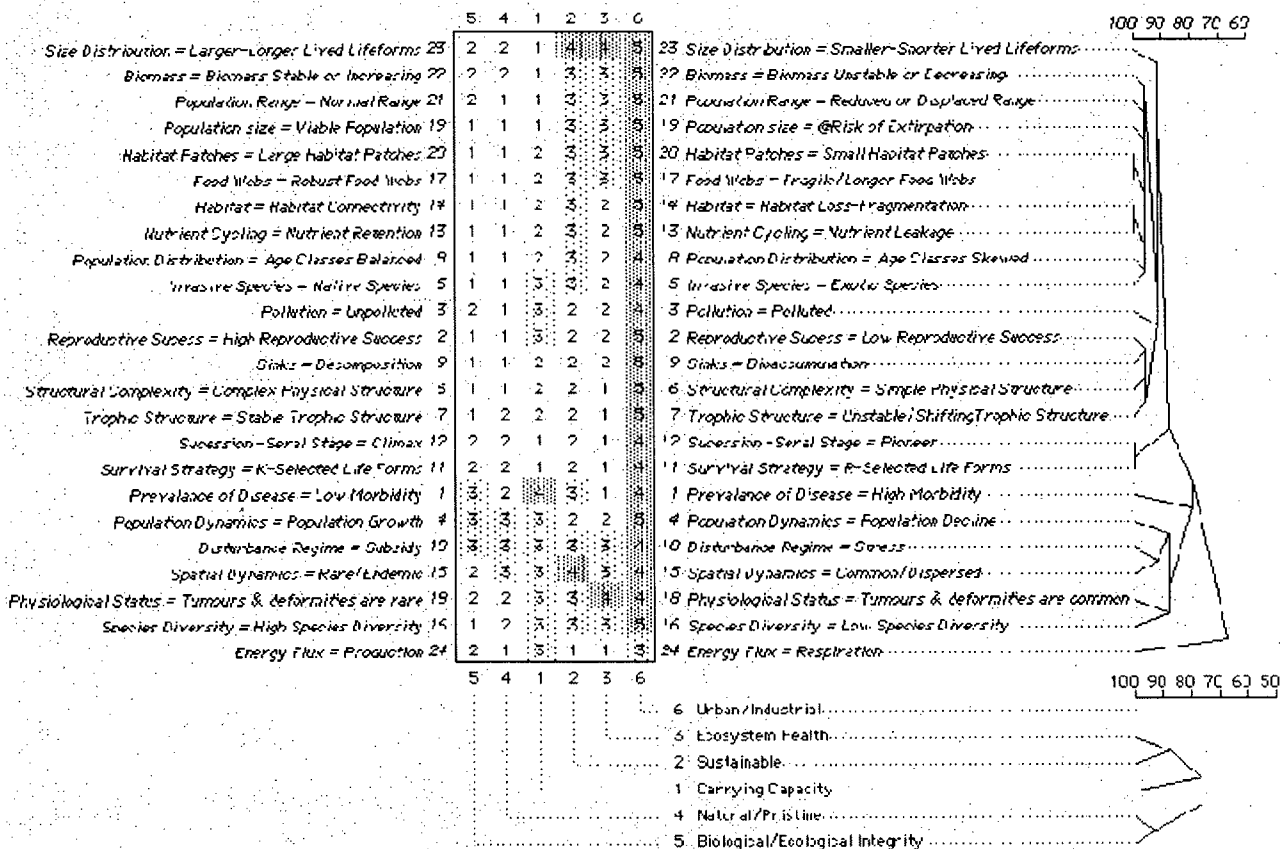 5 4 1 2 3 6 100 90 80 70 60
Size Distribution = Larger-Longer Lived Lifeforms 23 2 2 1 4 4 5 23 Size Distribution = Smaller-Shorter Lived Lifeforms
Biomass = Biomass Stable or Increasing 22 2 2 1 3 3 5 22 Biomass = Biomass Unstable or Decreasing
Population Range = Normal Range 21 2 1 1 3 3 5 21 Population Range = Reduced or Displaced Range
Population size = Viable Population 19 1 1 1 3 3 5 19 Population size = @Risk of Extirpation
Habitat Patches = Large Habitat Patches 20 1 1 2 3 3 5 20 Habitat Patches = Small Habitat Patches
Food Webs = Robust Food Webs 17 1 1 2 3 3 5 17 Food Webs = Fragile/Longer Food Webs
Habitat = Habitat Connectivity 14 1 1 2 3 2 5 14 Habitat = Habitat Loss-Fragmentation
Nutrient Cycling = Nutrient Retention 13 1 1 2 3 2 5 13 Nutrient Cycling = Nutrient Leakage
Population Distribution = Age Classes Balanced 8 1 1 2 3 2 4 8 Population Distribution = Age Classes Skewed
Invasive Species = Native Species 5 1 1 3 3 2 4 5 Invasive Species = Exotic Species
Pollution = Unpolluted 3 2 1 3 2 2 4 3 Pollution = Polluted
Reproductive Sucess = High Reproductive Success 2 1 1 3 2 2 5 2 Reproductive Sucess = Low Reproductive Success
Sinks = Decomposition 9 1 1 2 2 2 5 9 Sinks = Bioaccumulation
Structural Complexity = Complex Physical Structure 6 1 1 2 2 1 5 6 Structural Complexity = Simple Physical Structure
Trophic Structure = Stable Trophic Structure 7 1 2 2 2 1 5 7 Trophic Structure = Unstable/Shifting Trophic Structure
Sucession-Seral Stage = Climax 12 2 2 1 2 1 4 12 Sucession-Seral Stage = Pioneer
Survival Strategy = K-Selected Life Forms 11 2 2 1 2 1 4 11 Survival Strategy = R-Selected Life Forms
Prevalance of Disease = Low Morbidity 1 3 2 4 3 1 4 1 Prevalance of Disease = High Morbidity
Population Dynamics = Population Growth 4 3 3 3 2 2 5 4 Population Dynamics = Population Decline
Disturbance Regime = Subsidy 10 3 3 3 3 3 4 10 Disturbance Regime = Stress
Spatial Dynamics = Rare/Endemic 15 2 3 3 4 3 4 15 Spatial Dynamics = Common/Dispersed
Physiological Status = Tumours & deformities are rare 18 2 2 3 3 4 4 18 Physiological Status = Tumours & deformities are common
Species Diversity = High Species Diversity 16 1 2 3 3 3 5 16 Species Diversity = Low Species Diversity
Energy Flux = Production 24 2 1 3 1 1 3 24 Energy Flux = Respiration
5 4 1 2 3 6 100 90 80 70 60 50
6 Urban/Industrial
3 Ecosystem Health
2 Sustainable
1 Carrying Capacity
4 Natural/Pristine
5 Biological/Ecological Integrity